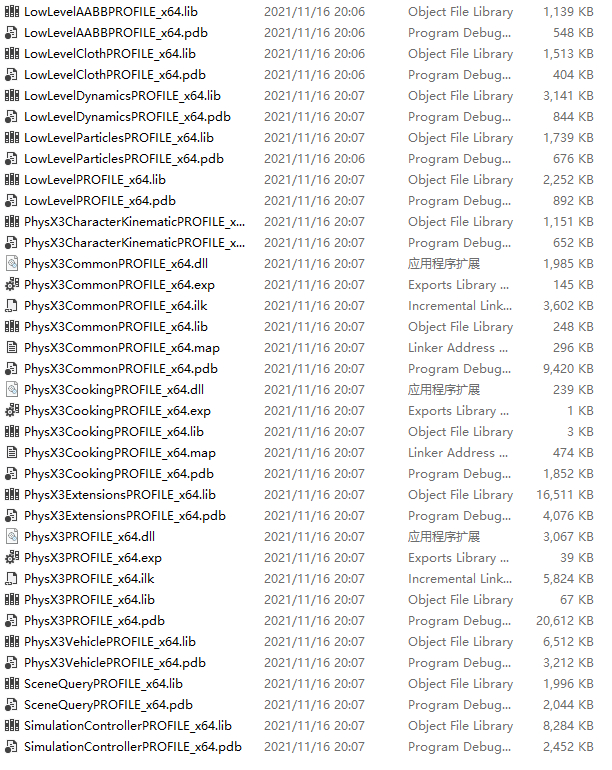 LowLevelAABBPROFILE_x64.lib 2021/11/16 20:06 Object File Library 1,139 KB
LowLevelAABBPROFILE_x64.pdb 2021/11/16 20:06 Program Debug... 548 KB
LowLevelClothPROFILE_x64.lib 2021/11/16 20:06 Object File Library 1,513 KB
LowLevelClothPROFILE_x64.pdb 2021/11/16 20:06 Program Debug... 404 KB
LowLevelDynamicsPROFILE_x64.lib 2021/11/16 20:07 Object File Library 3,141 KB
LowLevelDynamicsPROFILE_x64.pdb 2021/11/16 20:07 Program Debug... 844 KB
LowLevelParticlesPROFILE_x64.lib 2021/11/16 20:07 Object File Library 1,739 KB
LowLevelParticlesPROFILE_x64.pdb 2021/11/16 20:06 Program Debug... 676 KB
LowLevelPROFILE_x64.lib 2021/11/16 20:07 Object File Library 2,252 KB
LowLevelPROFILE_x64.pdb 2021/11/16 20:07 Program Debug... 892 KB
PhysX3CharacterKinematicPROFILE_x... 2021/11/16 20:07 Object File Library 1,151 KB
PhysX3CharacterKinematicPROFILE_x... 2021/11/16 20:07 Program Debug... 652 KB
PhysX3CommonPROFILE_x64.dll 2021/11/16 20:07 应用程序扩展 1,985 KB
PhysX3CommonPROFILE_x64.exp 2021/11/16 20:07 Exports Library ... 145 KB
PhysX3CommonPROFILE_x64.ilk 2021/11/16 20:07 Incremental Link... 3,602 KB
PhysX3CommonPROFILE_x64.lib 2021/11/16 20:07 Object File Library 248 KB
PhysX3CommonPROFILE_x64.map 2021/11/16 20:07 Linker Address ... 296 KB
PhysX3CommonPROFILE_x64.pdb 2021/11/16 20:07 Program Debug... 9,420 KB
PhysX3CookingPROFILE_x64.dll 2021/11/16 20:07 应用程序扩展 239 KB
PhysX3CookingPROFILE_x64.exp 2021/11/16 20:07 Exports Library ... 1 KB
PhysX3CookingPROFILE_x64.lib 2021/11/16 20:07 Object File Library 3 KB
PhysX3CookingPROFILE_x64.map 2021/11/16 20:07 Linker Address ... 474 KB
PhysX3CookingPROFILE_x64.pdb 2021/11/16 20:07 Program Debug... 1,852 KB
PhysX3ExtensionsPROFILE_x64.lib 2021/11/16 20:07 Object File Library 16,511 KB
PhysX3ExtensionsPROFILE_x64.pdb 2021/11/16 20:07 Program Debug... 4,076 KB
PhysX3PROFILE_x64.dll 2021/11/16 20:07 应用程序扩展 3,067 KB
PhysX3PROFILE_x64.exp 2021/11/16 20:07 Exports Library ... 39 KB
PhysX3PROFILE_x64.ilk 2021/11/16 20:07 Incremental Link... 5,824 KB
PhysX3PROFILE_x64.lib 2021/11/16 20:07 Object File Library 67 KB
PhysX3PROFILE_x64.pdb 2021/11/16 20:07 Program Debug... 20,612 KB
PhysX3VehiclePROFILE_x64.lib 2021/11/16 20:07 Object File Library 6,512 KB
PhysX3VehiclePROFILE_x64.pdb 2021/11/16 20:07 Program Debug... 3,212 KB
SceneQueryPROFILE_x64.lib 2021/11/16 20:07 Object File Library 1,996 KB
SceneQueryPROFILE_x64.pdb 2021/11/16 20:07 Program Debug... 2,044 KB
SimulationControllerPROFILE_x64.lib 2021/11/16 20:07 Object File Library 8,284 KB
SimulationControllerPROFILE_x64.pdb 2021/11/16 20:07 Program Debug... 2,452 KB